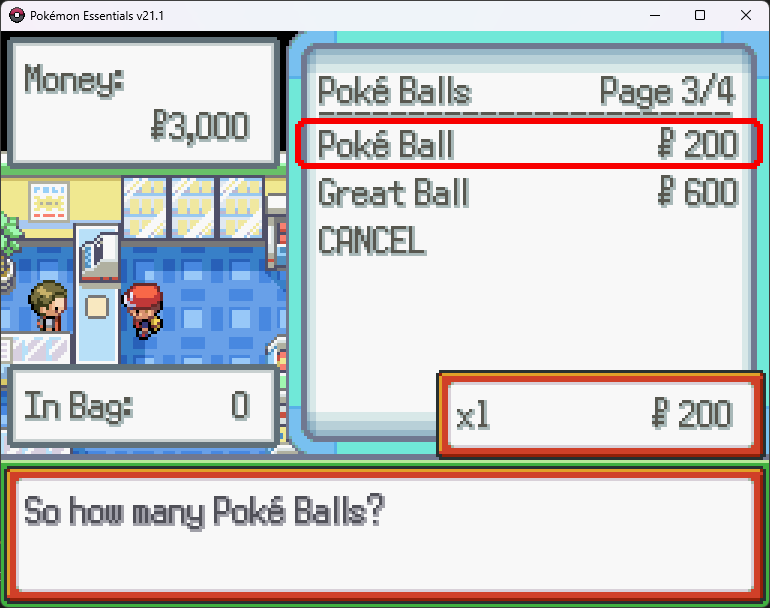 Pokémon Essentials v21.1
Money:
₽3,000
Poké Balls Page 3/4
Poké Ball ₽ 200
Great Ball ₽ 600
CANCEL
In Bag: 0
x1 ₽ 200
So how many Poké Balls?